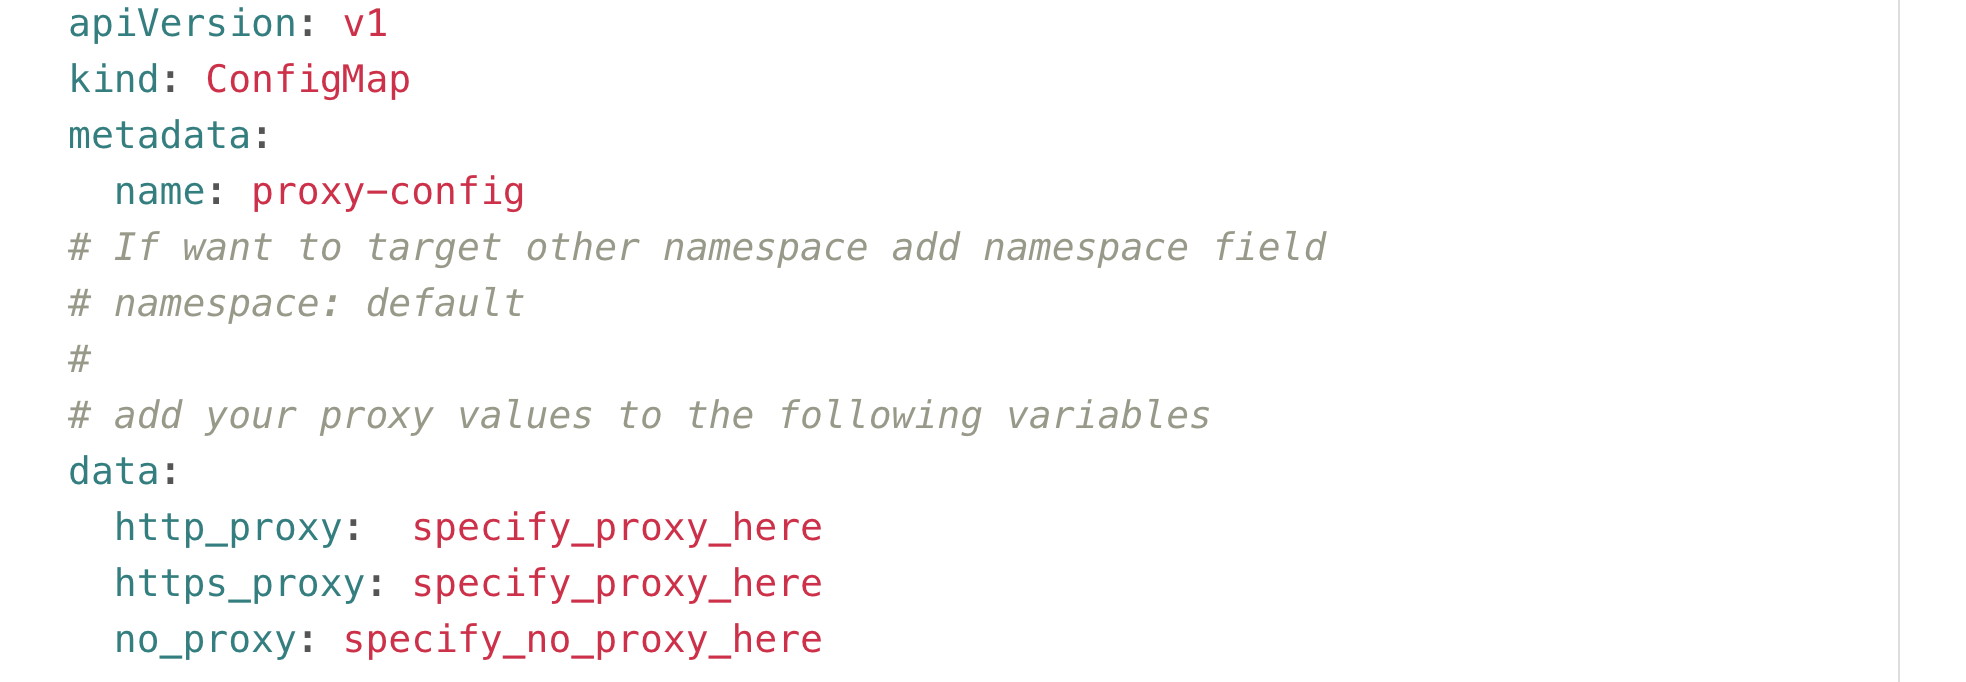 apiVersion: v1
kind: ConfigMap
metadata:
  name: proxy-config
# If want to target other namespace add namespace field
# namespace: default
#
# add your proxy values to the following variables
data:
  http_proxy:  specify_proxy_here
  https_proxy: specify_proxy_here
  no_proxy: specify_no_proxy_here